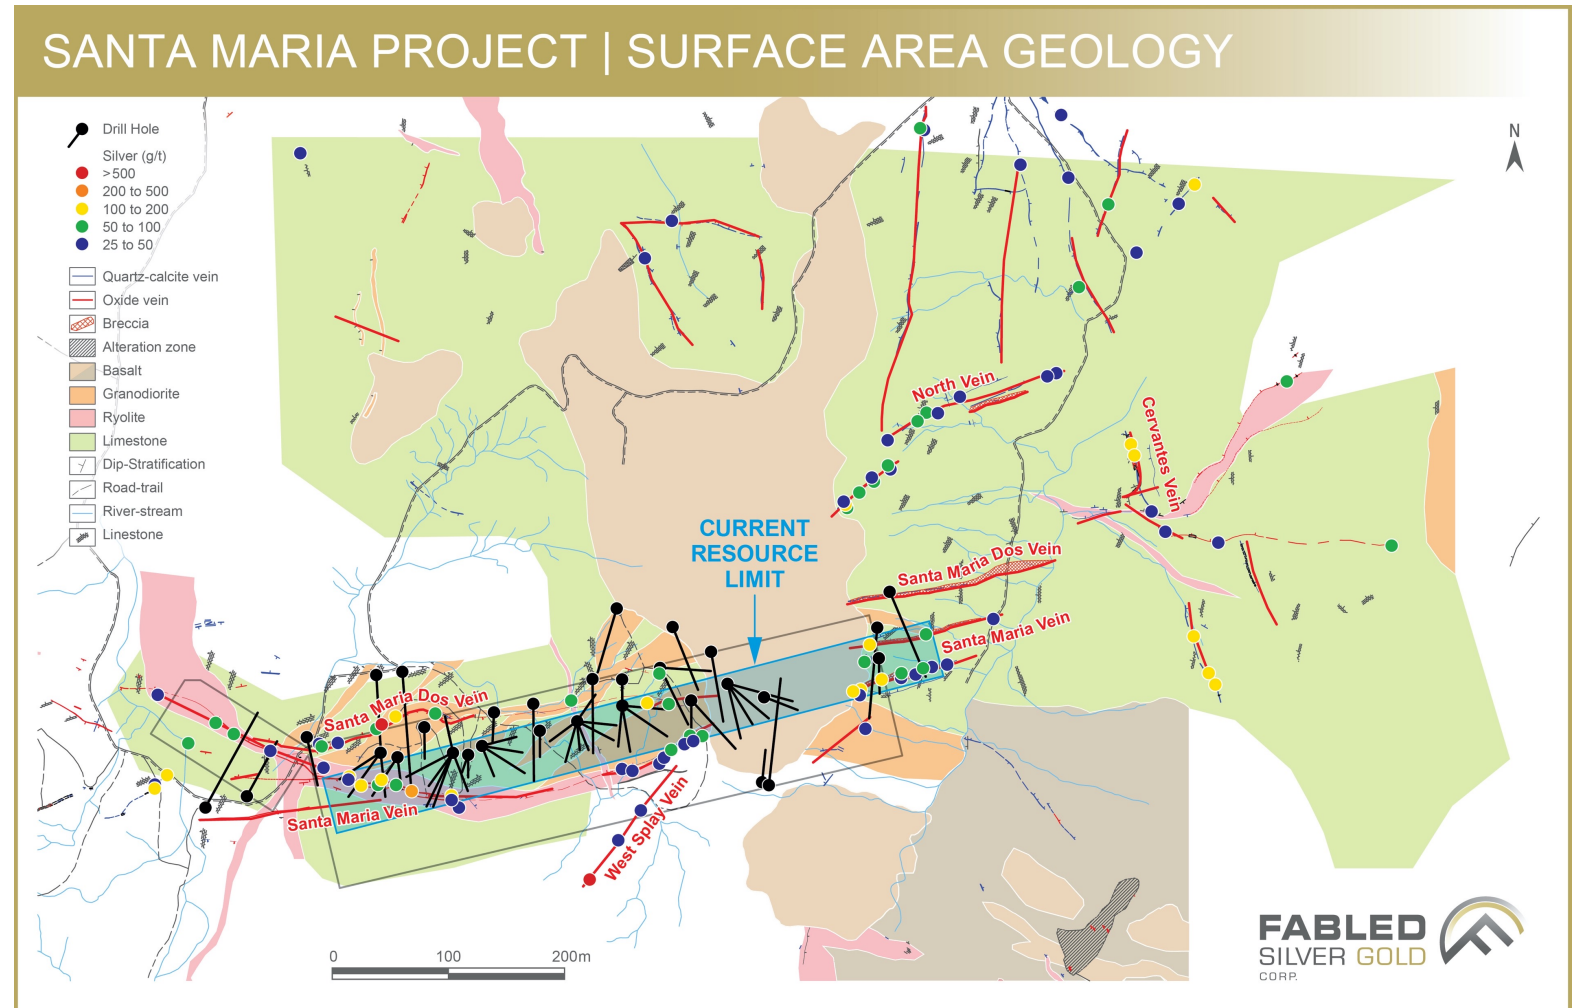 SANTA MARIA PROJECT | SURFACE AREA GEOLOGY
Drill Hole
Silver (g/t)
>500
200 to 500
100 to 200
50 to 100
25 to 50
Quartz-calcite vein
Oxide vein
Breccia
Alteration zone
Basalt
Granodiorite
Ryolite
Limestone
Dip-Stratification
Road-trail
River-stream
Linestone
N
North Vein
Cervantes Vein
CURRENT
RESOURCE
LIMIT
Santa Maria Dos Vein
Santa Maria Vein
Santa Maria Dos Vein
Santa Maria Vein
West Splay Vein
0 100 200m
FABLED
SILVER GOLD
CORP.